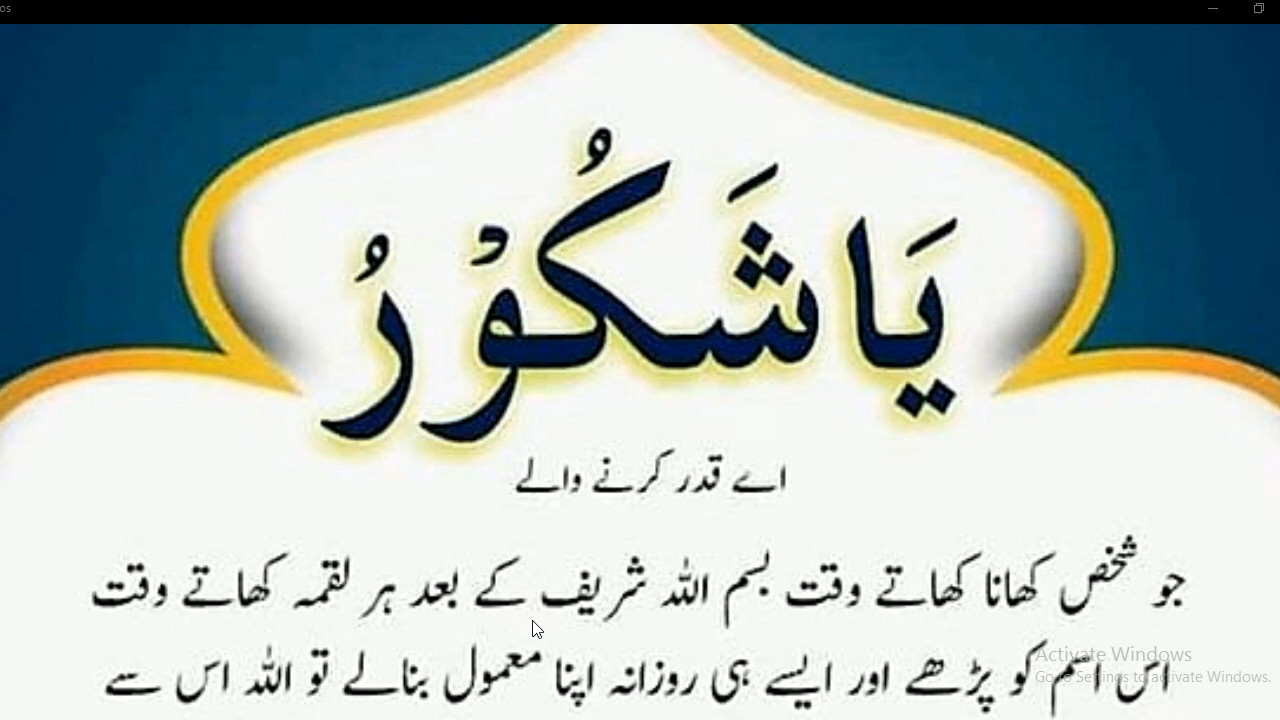 os
يَا شَكُوْرُ
اے قدر کرنے والے
جو شخص کھانا کھاتے وقت بسم اللہ شریف کے بعد ہر لقمہ کھاتے وقت
اس اسم کو پڑھے اور ایسے ہی روزانہ اپنا معمول بنالے تو اللہ اس سے
Activate Windows
Go to Settings to activate Windows.